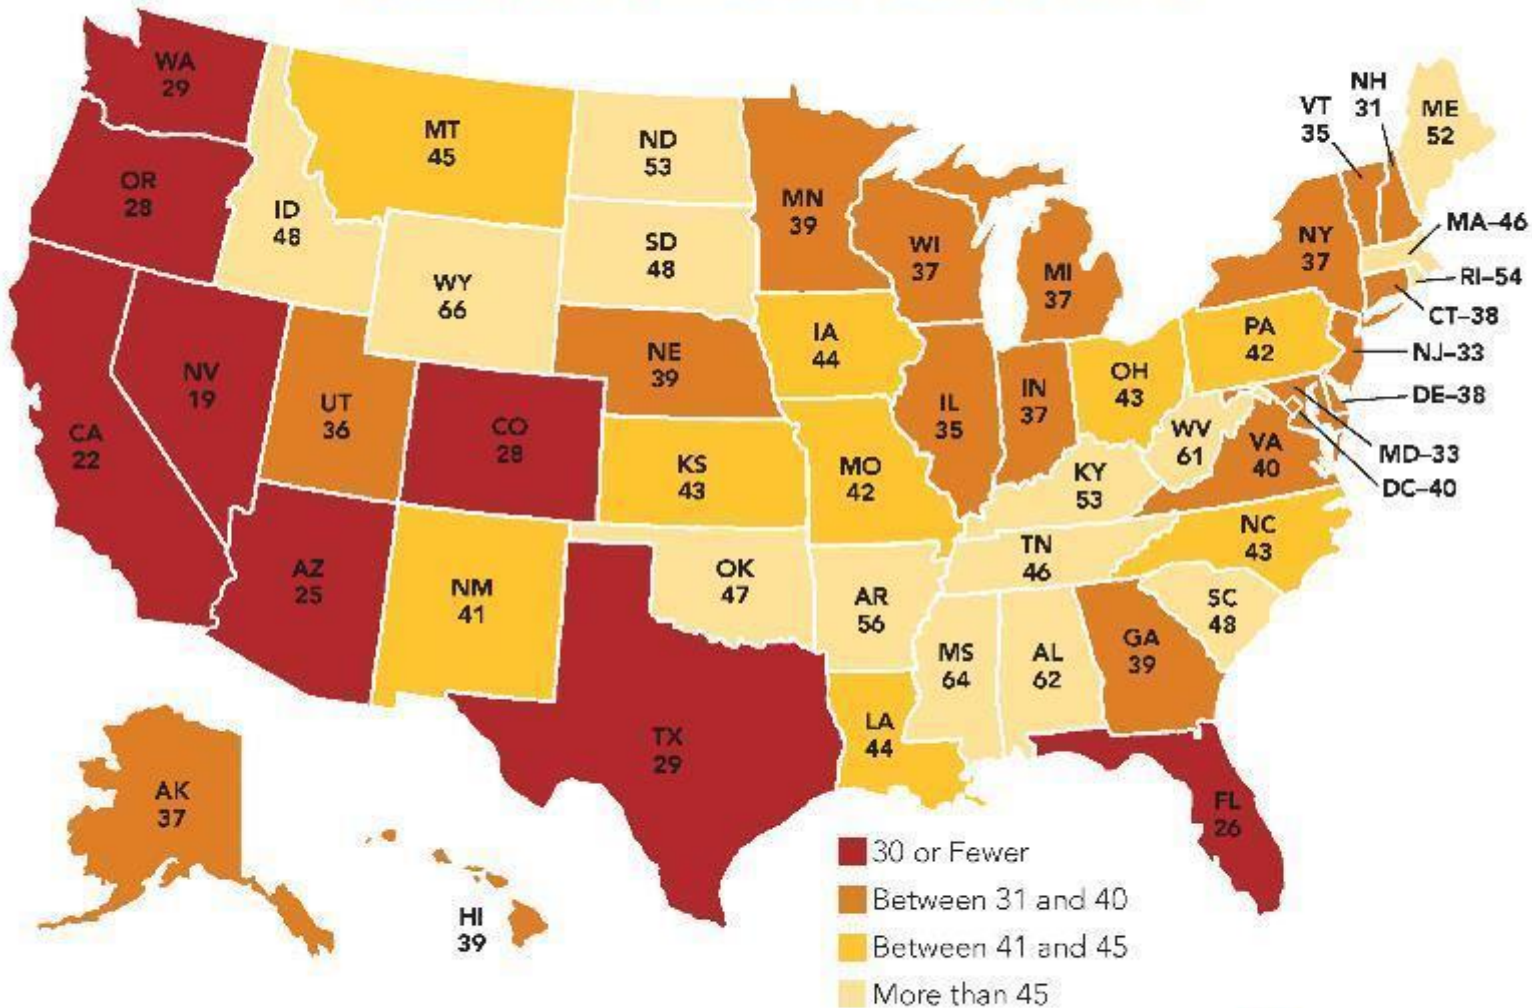 WA
29
OR
28
CA
22
NV
19
ID
48
MT
45
WY
66
UT
36
CO
28
AZ
25
NM
41
ND
53
SD
48
NE
39
KS
43
OK
47
TX
29
MN
39
IA
44
MO
42
AR
56
LA
44
WI
37
IL
35
MI
37
IN
37
OH
43
KY
53
TN
46
MS
64
AL
62
GA
39
FL
26
SC
48
NC
43
VA
40
WV
61
PA
42
NY
37
VT
35
NH
31
ME
52
MA–46
RI–54
CT–38
NJ–33
DE–38
MD–33
DC–40
AK
37
HI
39
30 or Fewer
Between 31 and 40
Between 41 and 45
More than 45